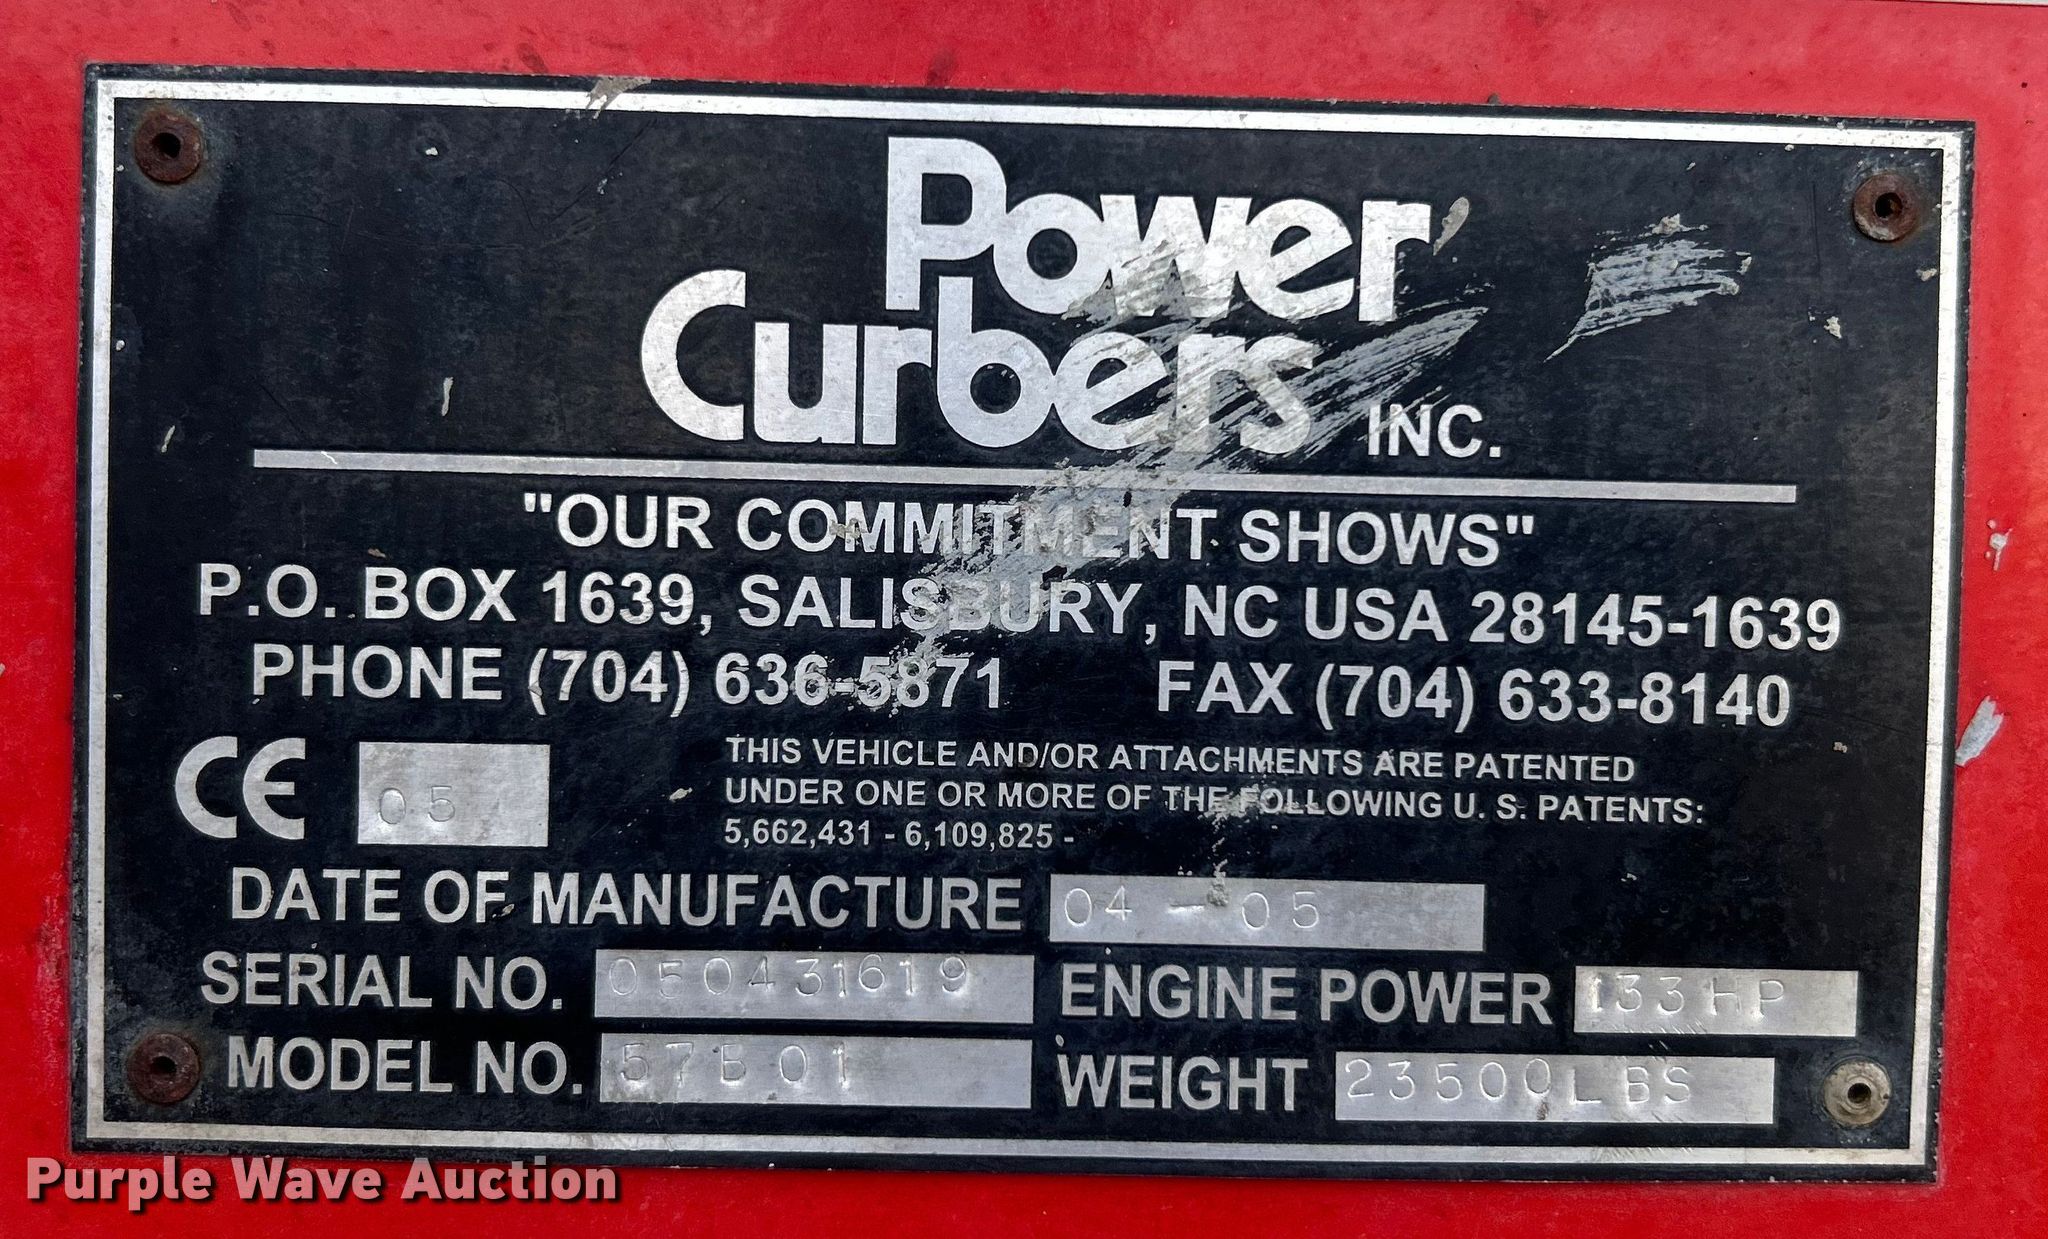 Power
Curbers INC.
"OUR COMMITMENT SHOWS"
P.O. BOX 1639, SALISBURY, NC USA 28145-1639
PHONE (704) 636-5871 FAX (704) 633-8140
CE 05 THIS VEHICLE AND/OR ATTACHMENTS ARE PATENTED
UNDER ONE OR MORE OF THE FOLLOWING U. S. PATENTS:
5,662,431 - 6,109,825 -
DATE OF MANUFACTURE 04 - 05
SERIAL NO. 050431619 ENGINE POWER 133HP
MODEL NO. 57B01 WEIGHT 23500LBS
Purple Wave Auction